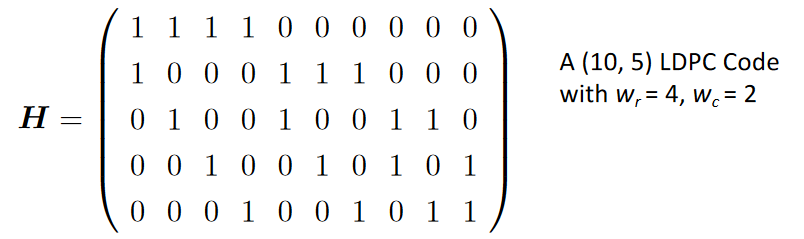 1 1 1 1 0 0 0 0 0 0
1 0 0 0 1 1 1 0 0 0
H = 0 1 0 0 1 0 0 1 1 0
0 0 1 0 0 1 0 1 0 1
0 0 0 1 0 0 1 0 1 1
A (10, 5) LDPC Code
with wr = 4, wc = 2